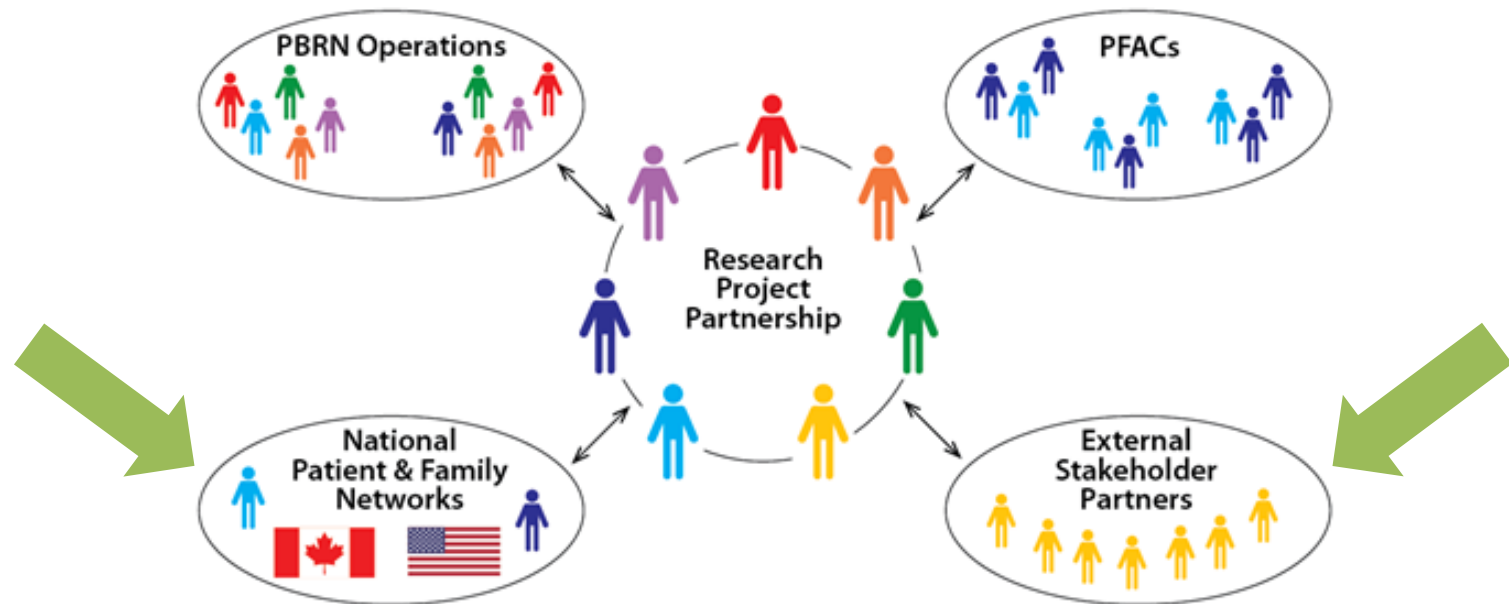 PBRN Operations
PFACs
Research
Project
Partnership
National
Patient & Family
Networks
External
Stakeholder
Partners